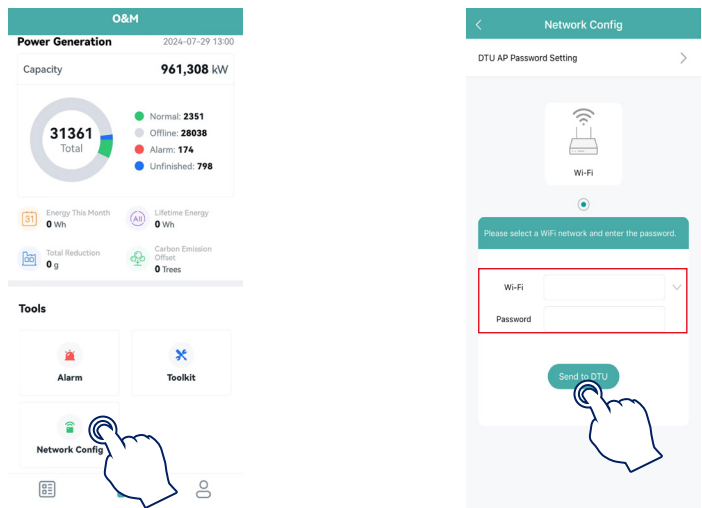 O&M
Power Generation 2024-07-29 13:00
Capacity 961,308 kW
31361
Total
Normal: 2351
Offline: 28038
Alarm: 174
Unfinished: 798
31
Energy This Month
0 Wh
All
Lifetime Energy
0 Wh
Total Reduction
0 g
Carbon Emission
Offset
0 Trees
Tools
Alarm
Toolkit
Network Config
Network Config
DTU AP Password Setting
Wi-Fi
Please select a WiFi network and enter the password.
Wi-Fi
Password
Send to DTU